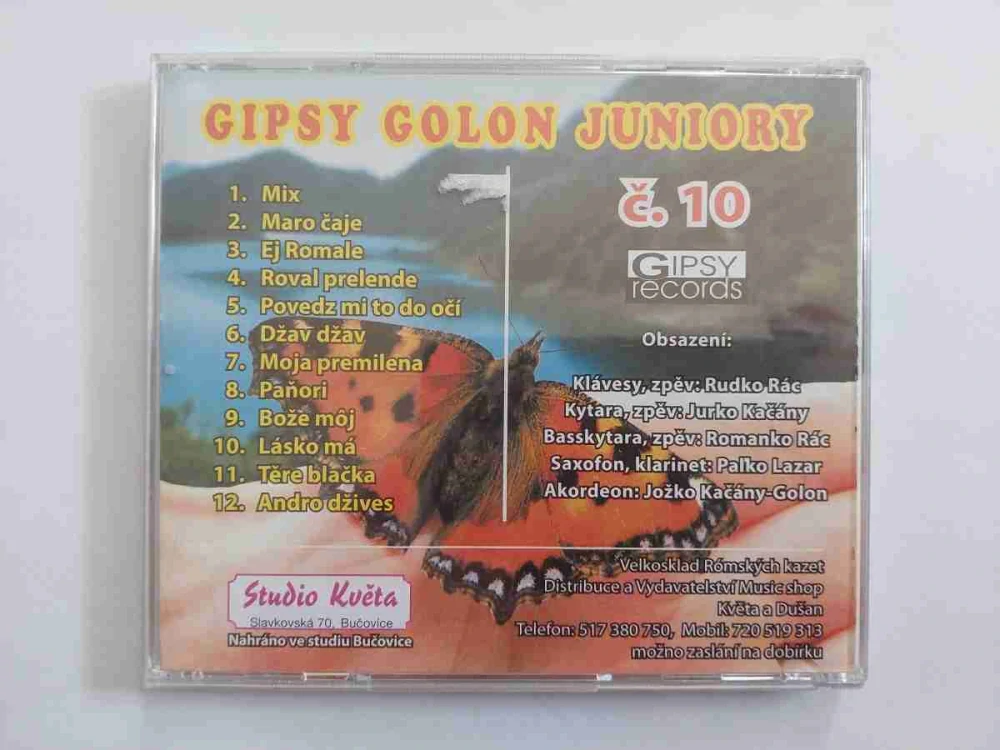 GIPSY GOLON JUNIORY
1. Mix
2. Maro čaje
3. Ej Romale
4. Roval prelende
5. Povedz mi to do očí
6. Džav džav
7. Moja premilena
8. Paňori
9. Bože môj
10. Lásko má
11. Těre blačka
12. Andro džives
č. 10
GIPSY
records
Obsazení:
Klávesy, zpěv: Rudko Rác
Kytara, zpěv: Jurko Kačány
Basskytara, zpěv: Romanko Rác
Saxofon, klarinet: Paľko Lazar
Akordeon: Jožko Kačány-Golon
Studio Květa
Slavkovská 70, Bučovice
Nahráno ve studiu Bučovice
Velkosklad Rómských kazet
Distribuce a Vydavatelství Music shop
Květa a Dušan
Telefon: 517 380 750, Mobil: 720 519 313
možno zaslání na dobírku